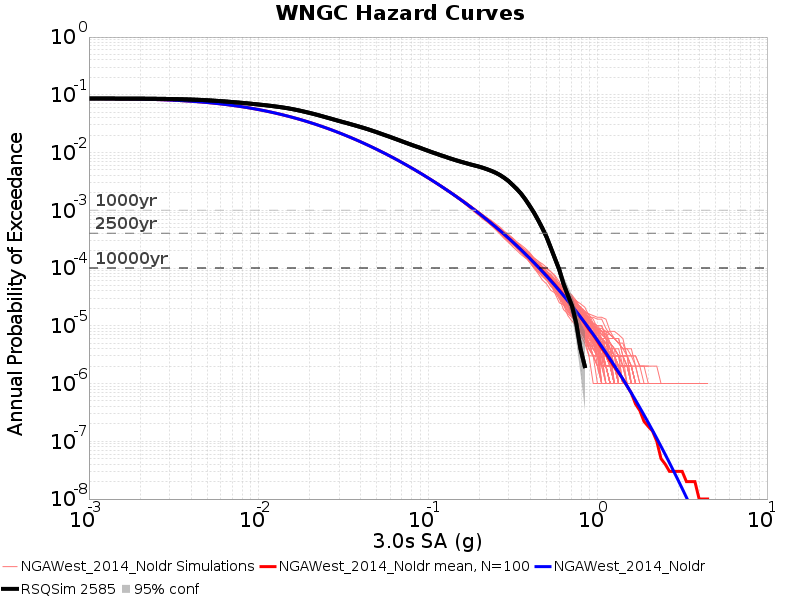 WNGC Hazard Curves
Annual Probability of Exceedance
10^0
10^-1
10^-2
10^-3
10^-4
10^-5
10^-6
10^-7
10^-8
1000yr
2500yr
10000yr
10^-3
10^-2
10^-1
10^0
10^1
3.0s SA (g)
NGAWest_2014_NoIdr Simulations
NGAWest_2014_NoIdr mean, N=100
NGAWest_2014_NoIdr
RSQSim 2585
95% conf